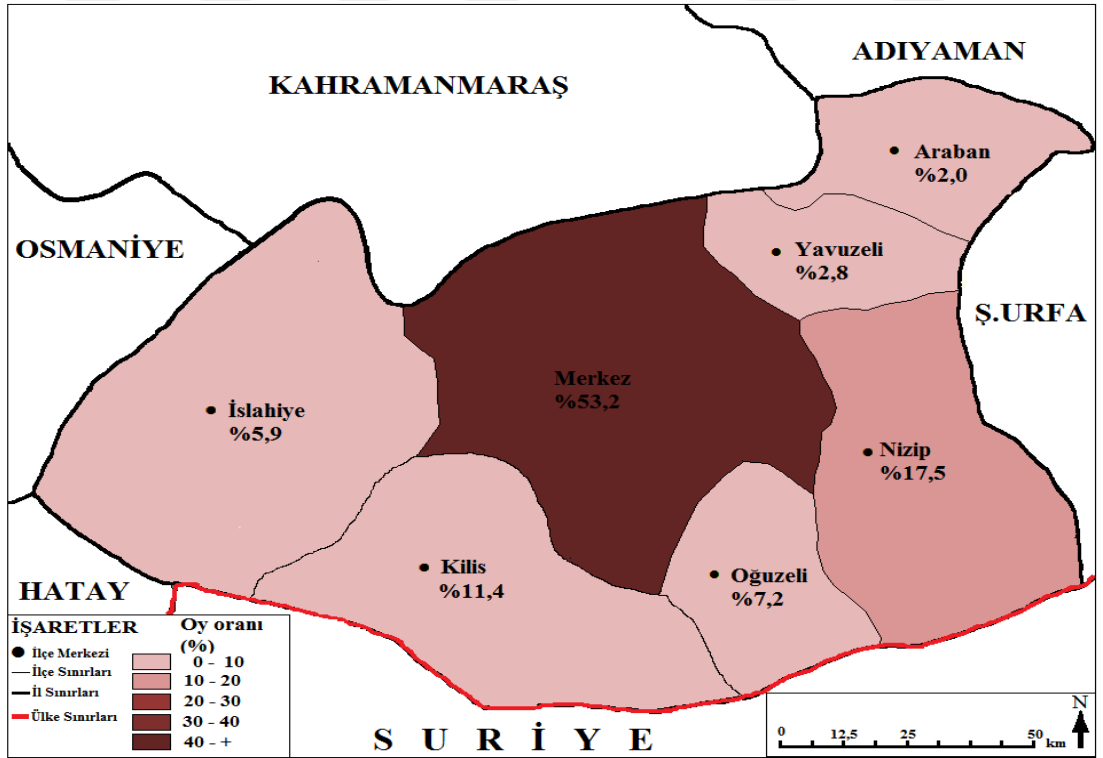 ADIYAMAN
KAHRAMANMARAŞ
Araban
%2,0
OSMANİYE
Yavuzeli
%2,8
Ş.URFA
Merkez
%53,2
İslahiye
%5,9
Nizip
%17,5
Kilis
%11,4
Oğuzeli
%7,2
HATAY
İŞARETLER
İlçe Merkezi
İlçe Sınırları
İl Sınırları
Ülke Sınırları
Oy oranı
(%)
0 - 10
10 - 20
20 - 30
30 - 40
40 - +
S U R İ Y E
N
0 12,5 25 50 km